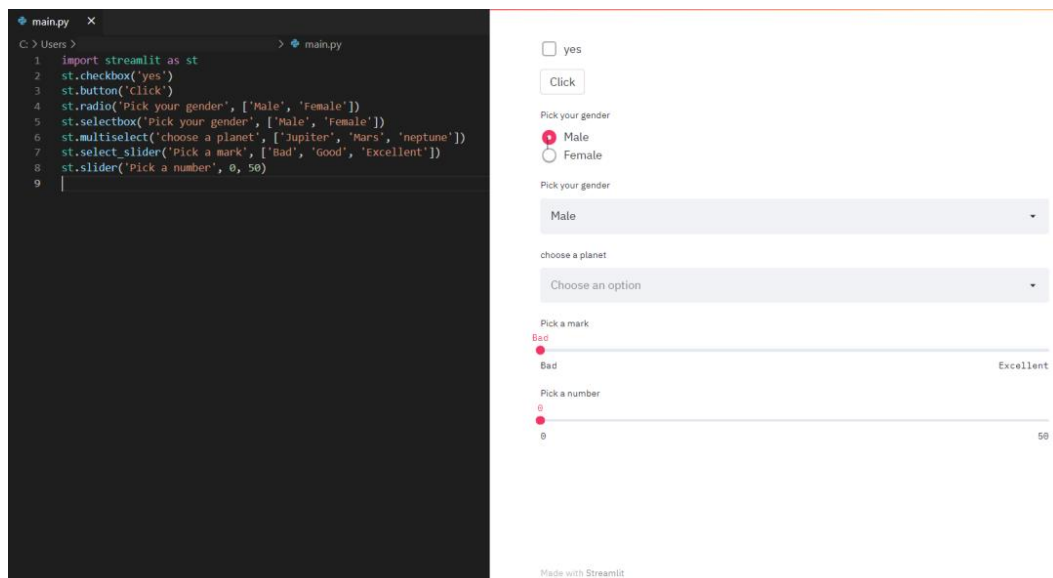 main.py X
C: > Users > > main.py
1 import streamlit as st
2 st.checkbox('yes')
3 st.button('Click')
4 st.radio('Pick your gender', ['Male', 'Female'])
5 st.selectbox('Pick your gender', ['Male', 'Female'])
6 st.multiselect('choose a planet', ['Jupiter', 'Mars', 'neptune'])
7 st.select_slider('Pick a mark', ['Bad', 'Good', 'Excellent'])
8 st.slider('Pick a number', 0, 50)
9
yes
Click
Pick your gender
Male
Female
Pick your gender
Male
choose a planet
Choose an option
Pick a mark
Bad
Bad Excellent
Pick a number
0
0 50
Made with Streamlit